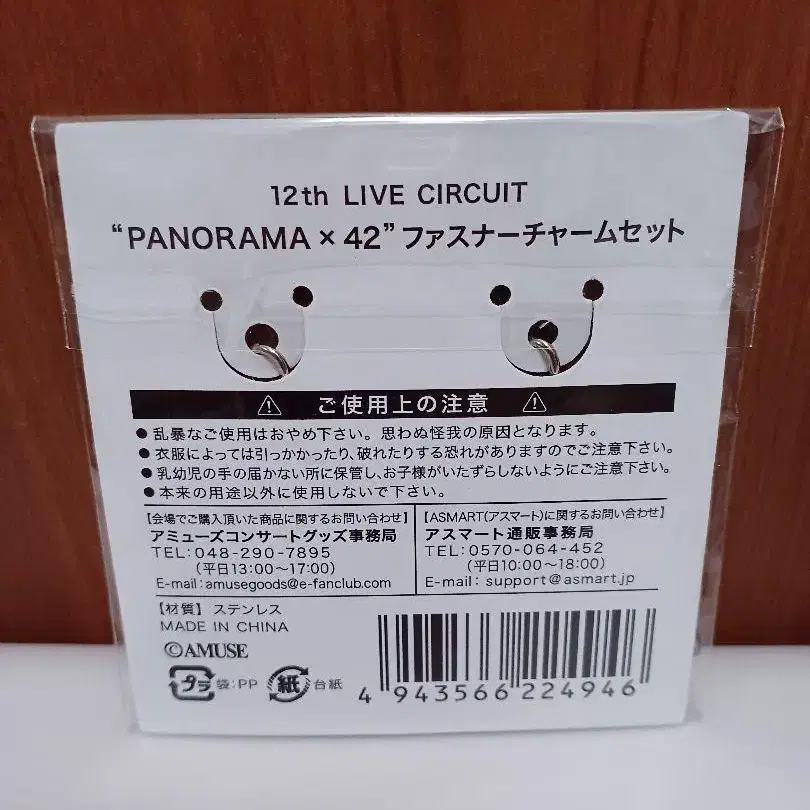 12th LIVE CIRCUIT
“PANORAMA × 42” ファスナーチャームセット
ご使用上の注意
● 乱暴なご使用はおやめ下さい。思わぬ怪我の原因となります。
● 衣服によっては引っかかったり、破れたりする恐れがありますのでご注意下さい。
● 乳幼児の手の届かない所に保管し、お子様がいたずらしないようにご注意下さい。
● 本来の用途以外に使用しないで下さい。
【会場でご購入頂いた商品に関するお問い合わせ】
アミューズコンサートグッズ事務局
TEL：048-290-7895
（平日13:00〜17:00）
E-mail：amusegoods@e-fanclub.com
【ASMART(アスマート)に関するお問い合わせ】
アスマート通販事務局
TEL：0570-064-452
（平日10:00〜18:00）
E-mail：support@asmart.jp
【材質】ステンレス
MADE IN CHINA
©AMUSE
プラ 袋：PP 紙 台紙
4 943566 224946